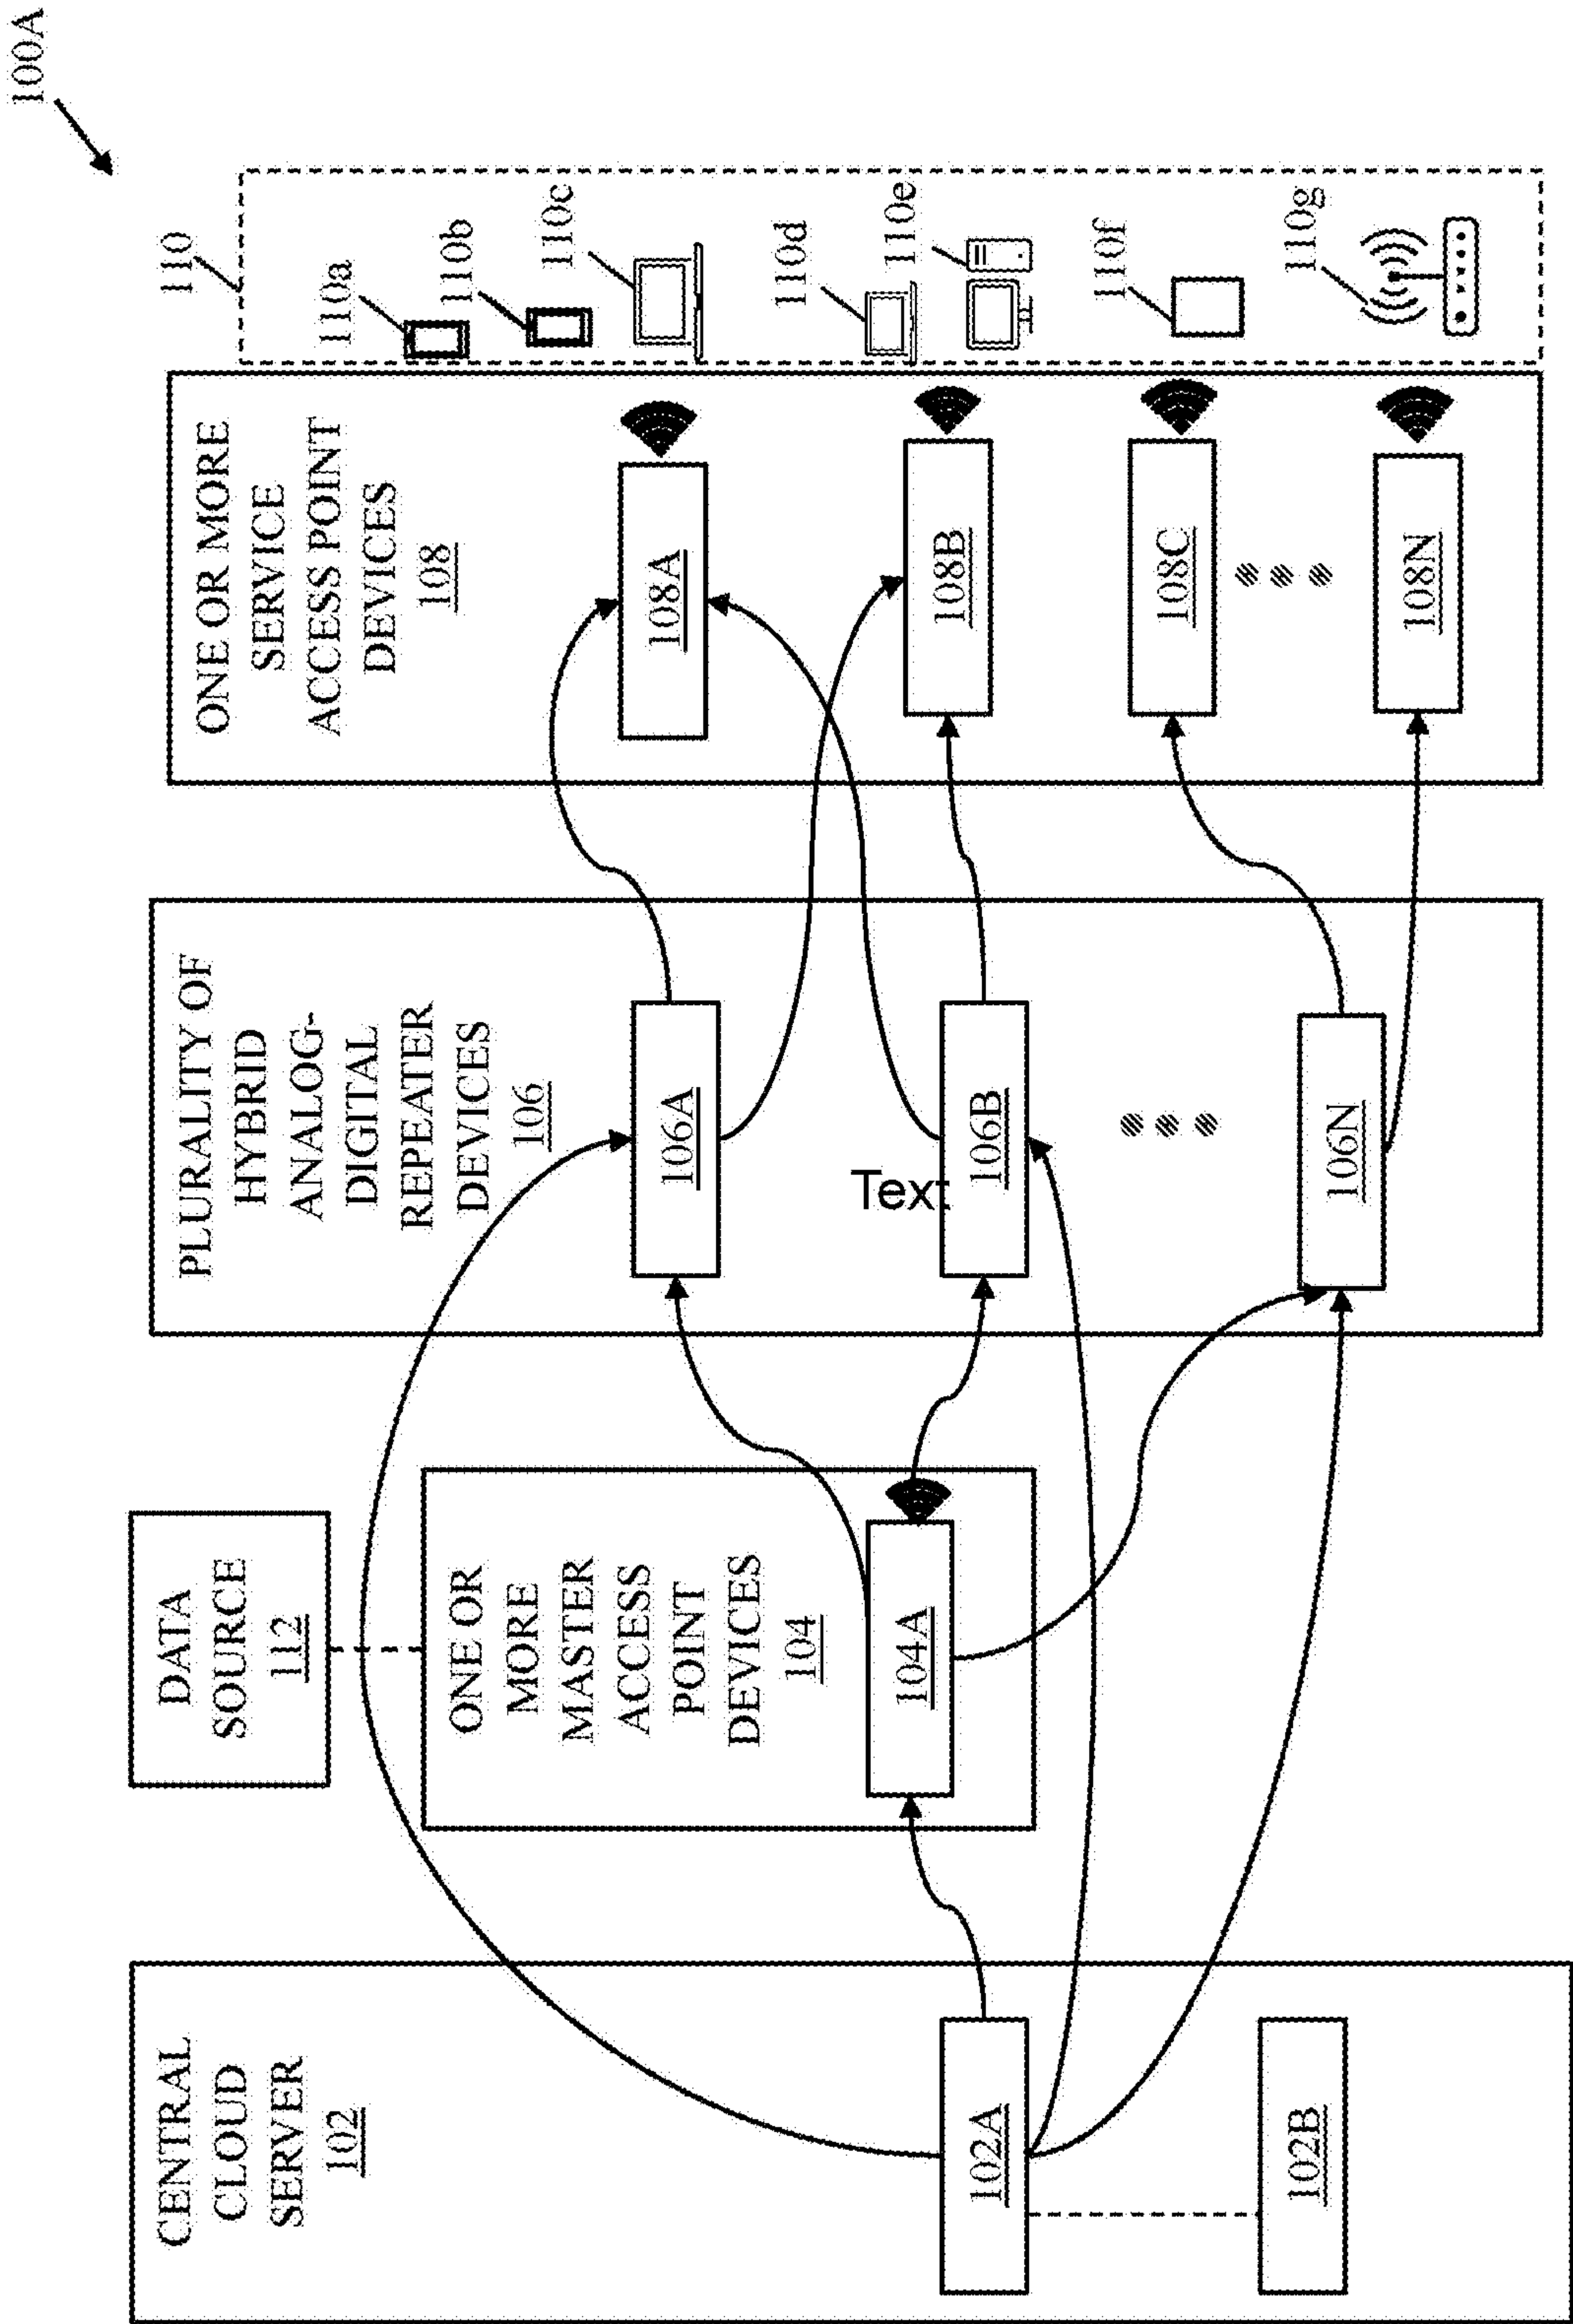 100A
CENTRAL
CLOUD
SERVER
102
102A
102B
DATA
SOURCE
112
ONE OR
MORE
MASTER
ACCESS
POINT
DEVICES
104
104A
PLURALITY OF
HYBRID
ANALOG-
DIGITAL
REPEATER
DEVICES
106
106A
Text
106B
106N
ONE OR MORE
SERVICE
ACCESS POINT
DEVICES
108
108A
108B
108C
108N
110
110a
110b
110c
110d
110e
110f
110g